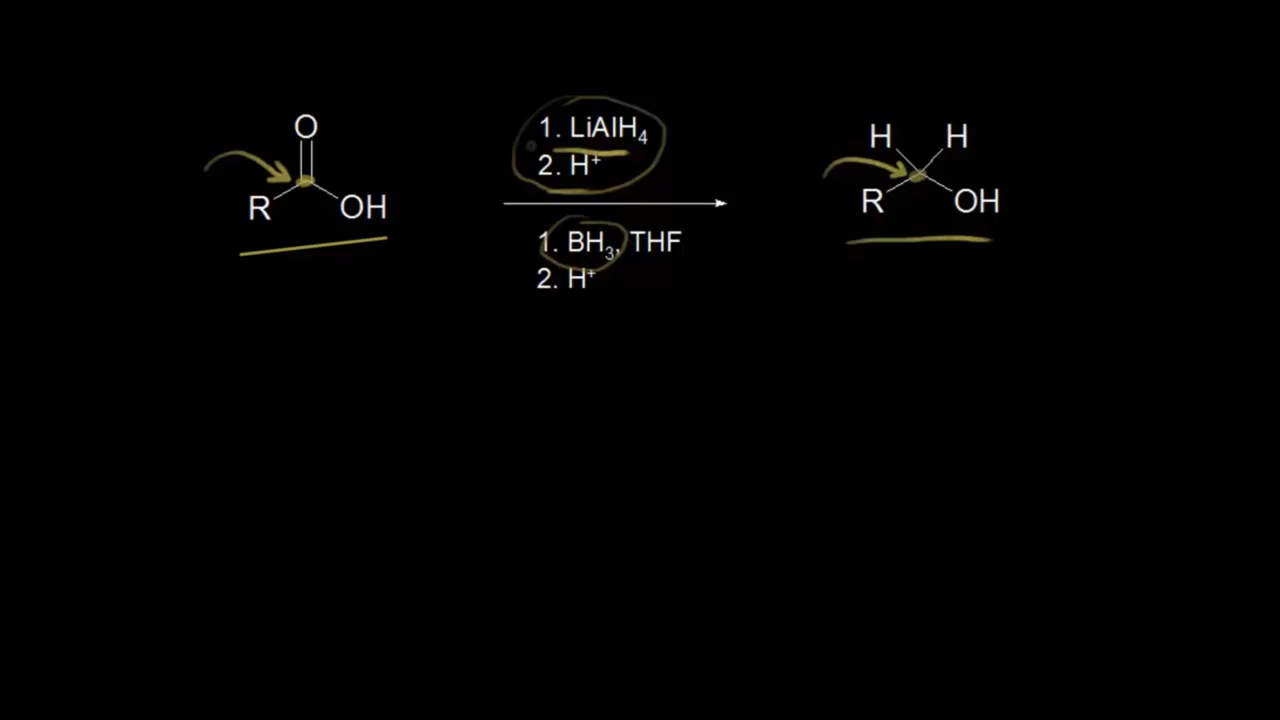 O
R
OH
1. LiAlH₄
2. H⁺
1. BH₃, THF
2. H⁺
H H
R
OH